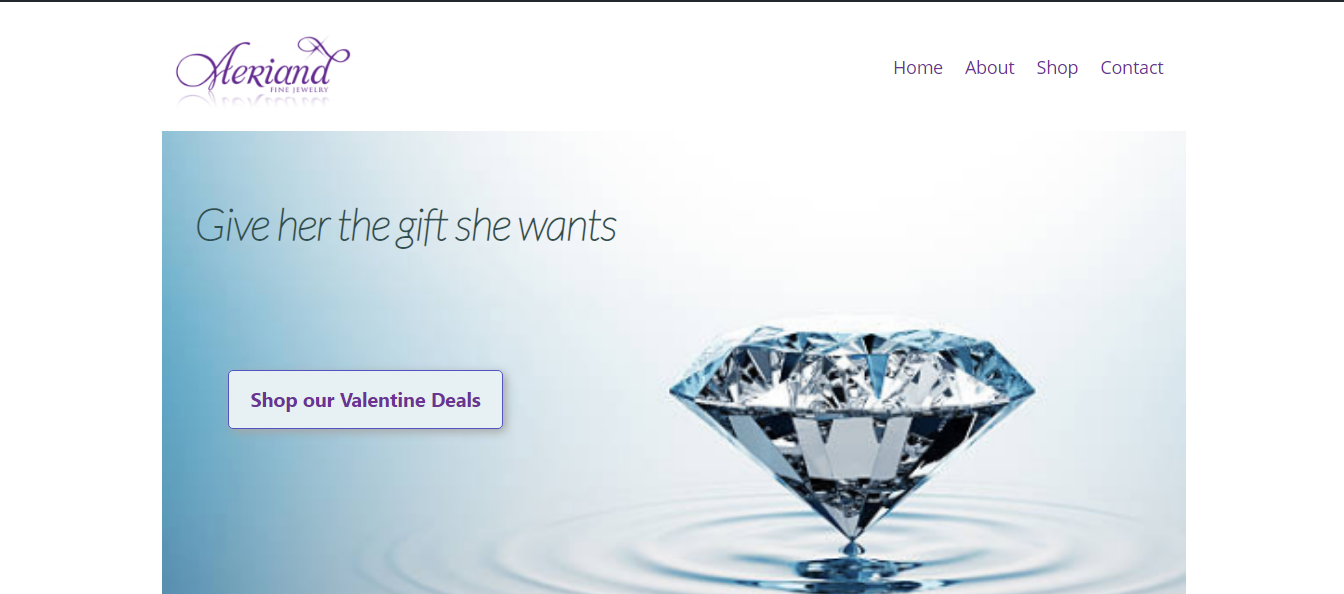 Aeriand
FINE JEWELRY
Home About Shop Contact
Give her the gift she wants
Shop our Valentine Deals